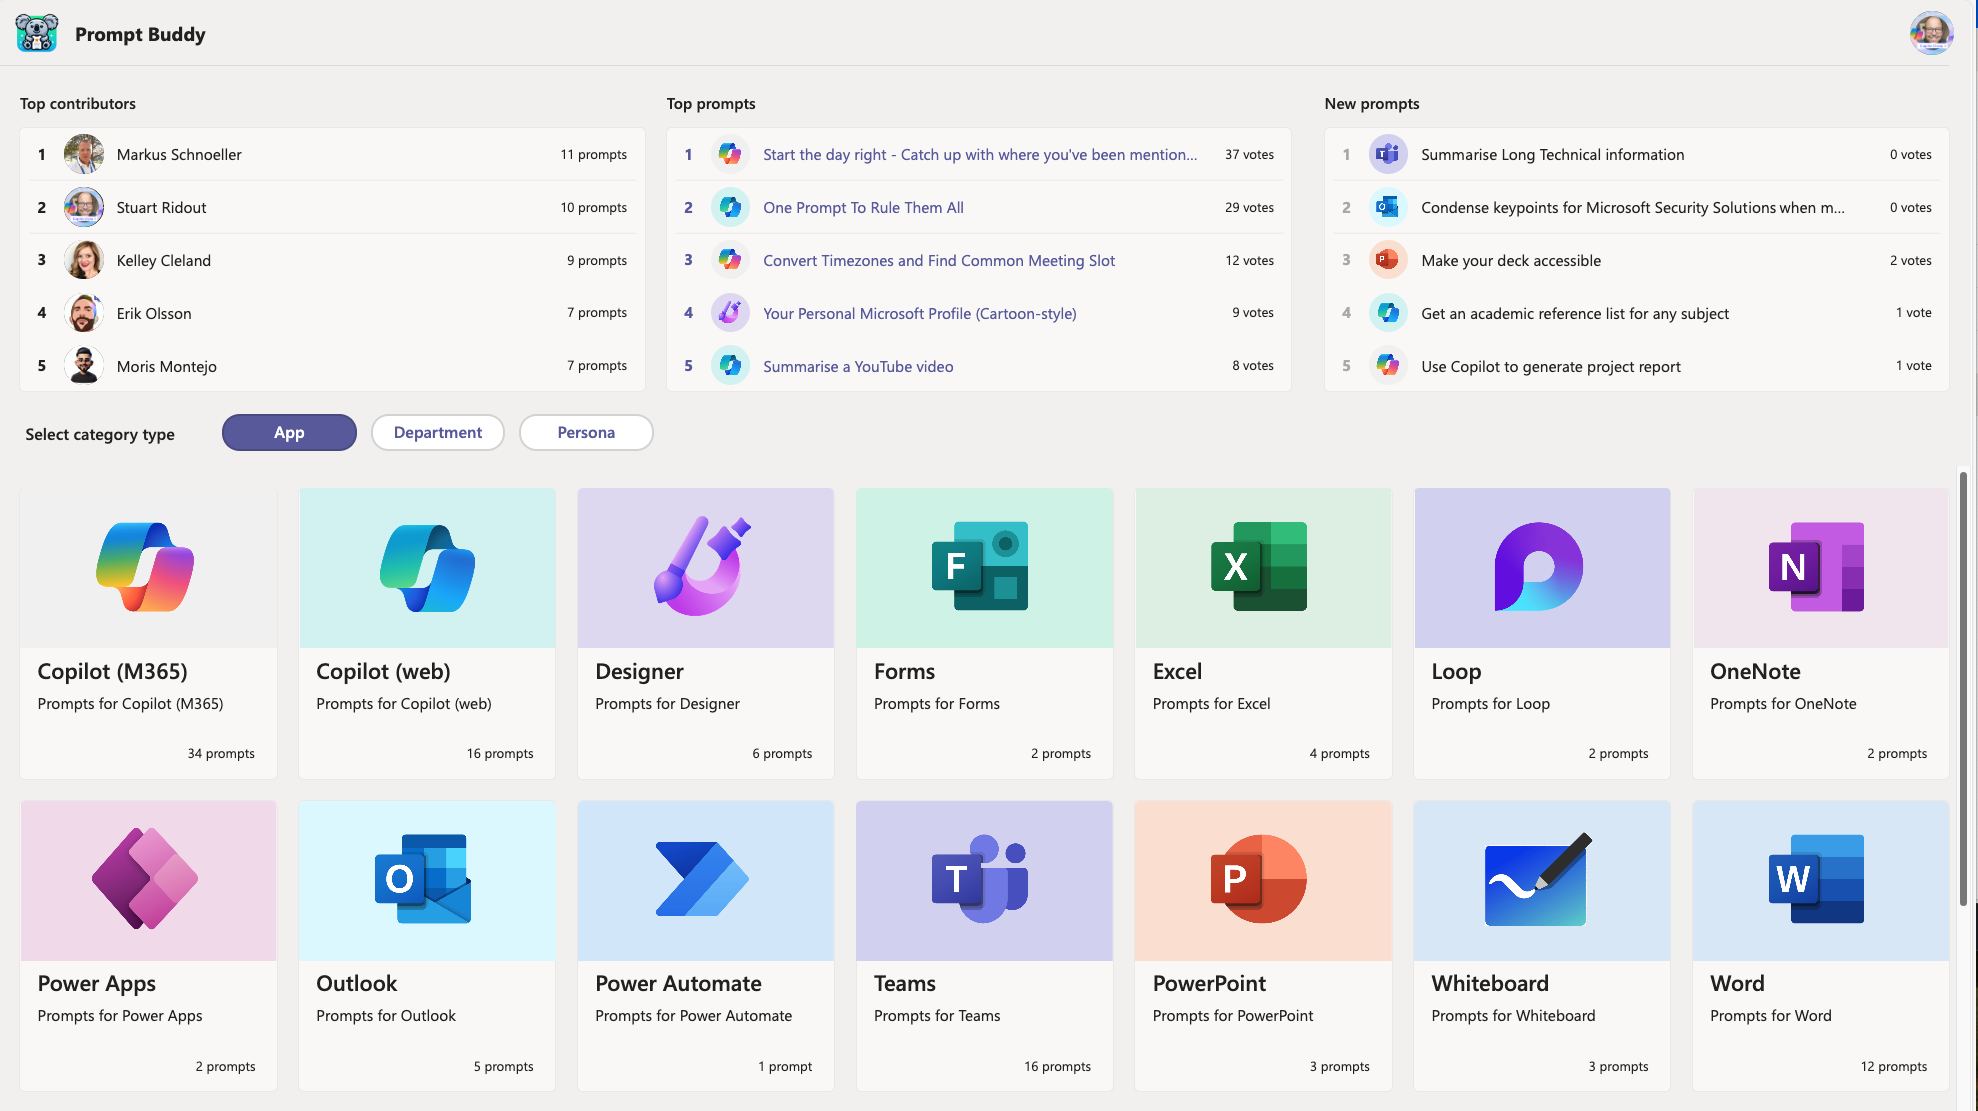 Prompt Buddy
Top contributors
1 Markus Schnoeller 11 prompts
2 Stuart Ridout 10 prompts
3 Kelley Cleland 9 prompts
4 Erik Olsson 7 prompts
5 Moris Montejo 7 prompts
Top prompts
1 Start the day right - Catch up with where you've been mention... 37 votes
2 One Prompt To Rule Them All 29 votes
3 Convert Timezones and Find Common Meeting Slot 12 votes
4 Your Personal Microsoft Profile (Cartoon-style) 9 votes
5 Summarise a YouTube video 8 votes
New prompts
1 Summarise Long Technical information 0 votes
2 Condense keypoints for Microsoft Security Solutions when m... 0 votes
3 Make your deck accessible 2 votes
4 Get an academic reference list for any subject 1 vote
5 Use Copilot to generate project report 1 vote
Select category type App Department Persona
F
X
N
Copilot (M365)
Prompts for Copilot (M365)
34 prompts
Copilot (web)
Prompts for Copilot (web)
16 prompts
Designer
Prompts for Designer
6 prompts
Forms
Prompts for Forms
2 prompts
Excel
Prompts for Excel
4 prompts
Loop
Prompts for Loop
2 prompts
OneNote
Prompts for OneNote
2 prompts
O
T
P
W
Power Apps
Prompts for Power Apps
2 prompts
Outlook
Prompts for Outlook
5 prompts
Power Automate
Prompts for Power Automate
1 prompt
Teams
Prompts for Teams
16 prompts
PowerPoint
Prompts for PowerPoint
3 prompts
Whiteboard
Prompts for Whiteboard
3 prompts
Word
Prompts for Word
12 prompts